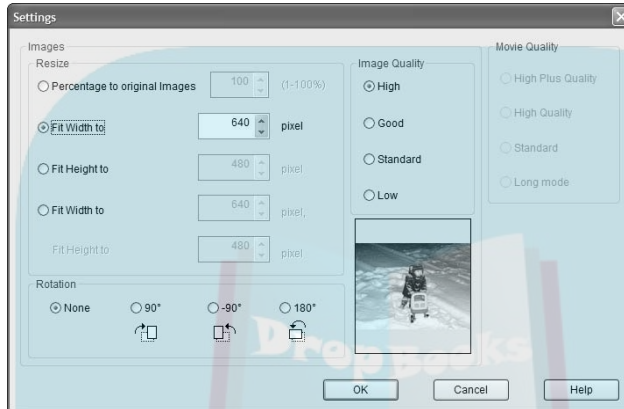 Settings
Images
Resize
Percentage to original Images 100 (1-100%)
Fit Width to 640 pixel
Fit Height to 480 pixel
Fit Width to 640 pixel,
Fit Height to 480 pixel
Rotation
None 90° -90° 180°
Image Quality
High
Good
Standard
Low
Movie Quality
High Plus Quality
High Quality
Standard
Long mode
Drop Books
OK Cancel Help